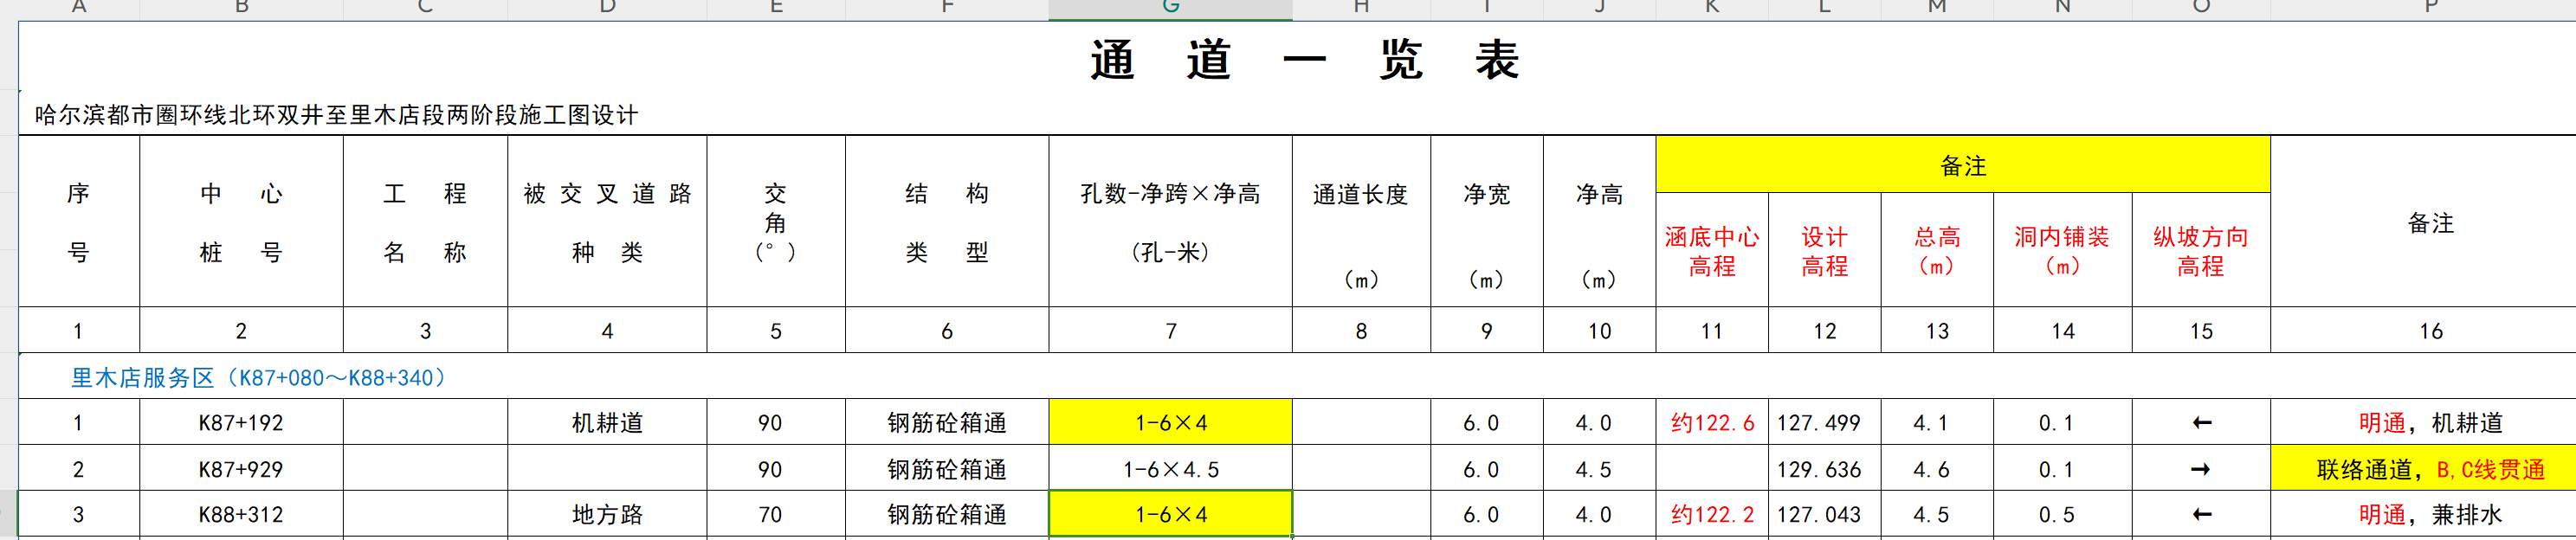 A B C D E F G H I J K L M N O P
通 道 一 览 表
哈尔滨都市圈环线北环双井至里木店段两阶段施工图设计
序号 中心桩号 工程名称 被交叉道路种类 交角(°) 结构类型 孔数-净跨×净高(孔-米) 通道长度(m) 净宽(m) 净高(m) 备注 备注
涵底中心高程 设计高程 总高(m) 洞内铺装(m) 纵坡方向高程
1 2 3 4 5 6 7 8 9 10 11 12 13 14 15 16
里木店服务区（K87+080～K88+340）
1 K87+192 机耕道 90 钢筋砼箱通 1-6×4 6.0 4.0 约122.6 127.499 4.1 0.1 ← 明通，机耕道
2 K87+929 90 钢筋砼箱通 1-6×4.5 6.0 4.5 129.636 4.6 0.1 → 联络通道，B,C线贯通
3 K88+312 地方路 70 钢筋砼箱通 1-6×4 6.0 4.0 约122.2 127.043 4.5 0.5 ← 明通，兼排水